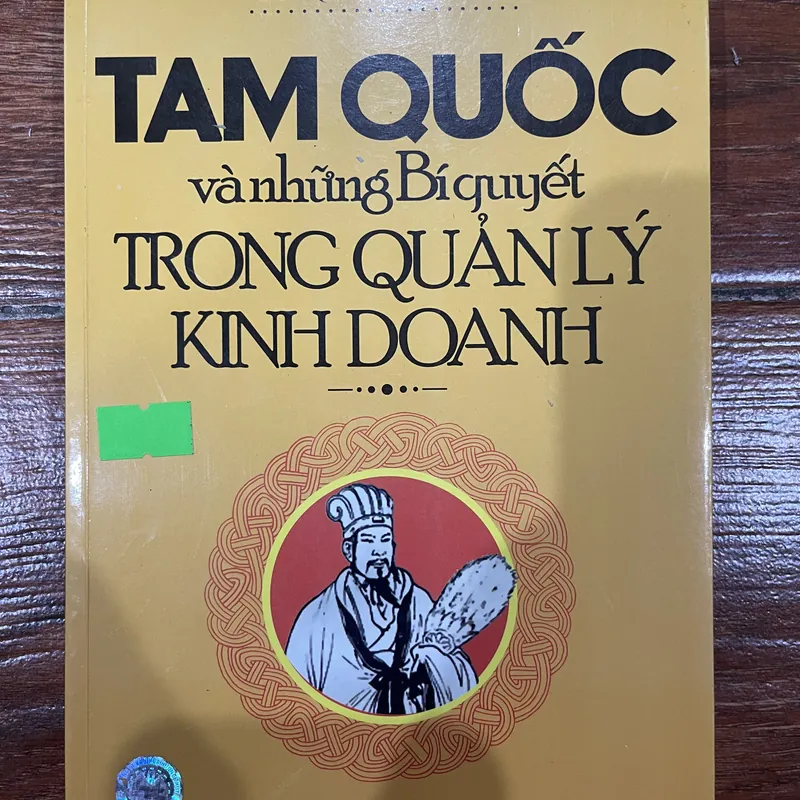 TAM QUỐC
và những Bí quyết
TRONG QUẢN LÝ
KINH DOANH